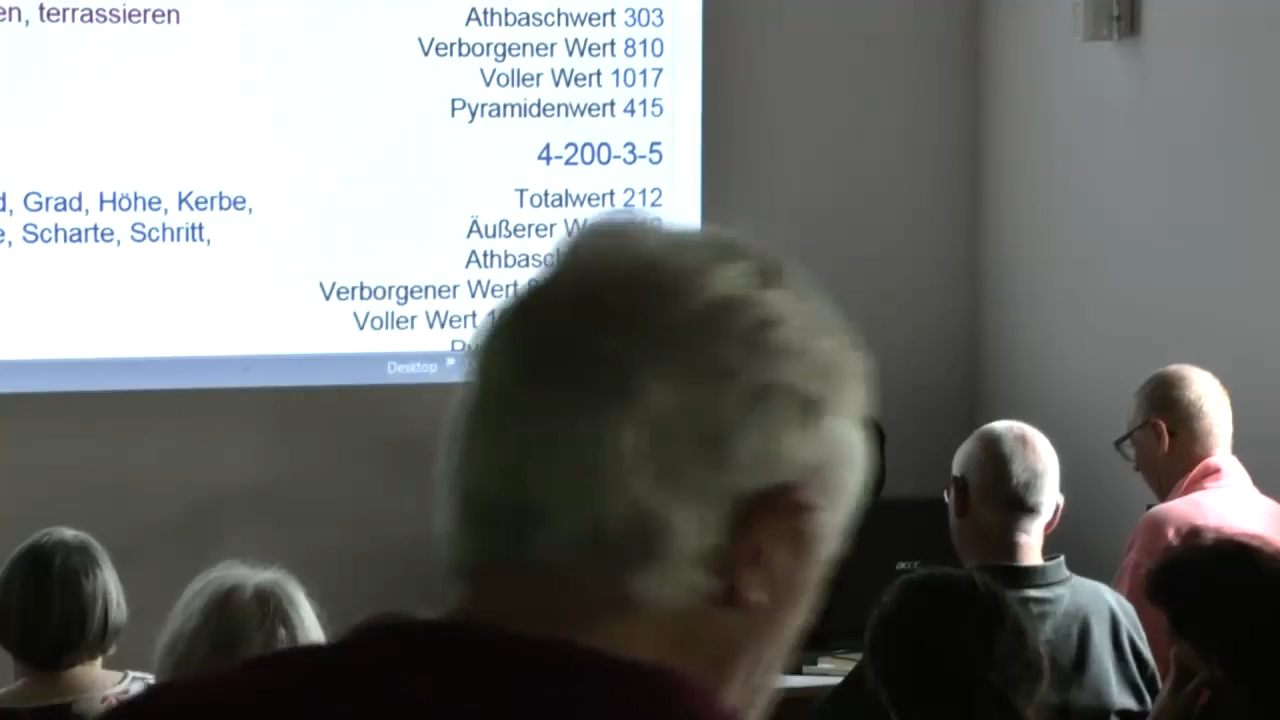 en, terrassieren
Athbaschwert 303
Verborgener Wert 810
Voller Wert 1017
Pyramidenwert 415
4-200-3-5
Grad, Höhe, Kerbe,
Scharte, Schritt,
Totalwert 212
Äußerer
Verborgener Wert
Voller Wert
Desktop
acer